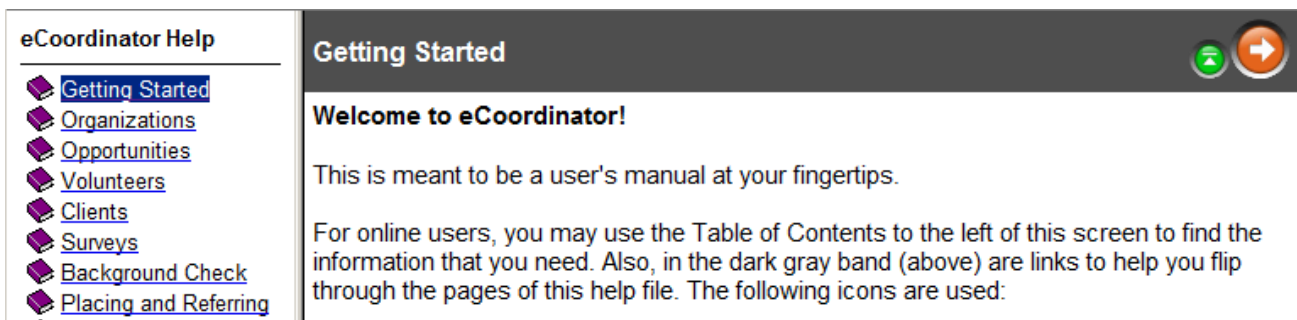 eCoordinator Help
Getting Started
Organizations
Opportunities
Volunteers
Clients
Surveys
Background Check
Placing and Referring
Getting Started
Welcome to eCoordinator!
This is meant to be a user's manual at your fingertips.
For online users, you may use the Table of Contents to the left of this screen to find the
information that you need. Also, in the dark gray band (above) are links to help you flip
through the pages of this help file. The following icons are used: